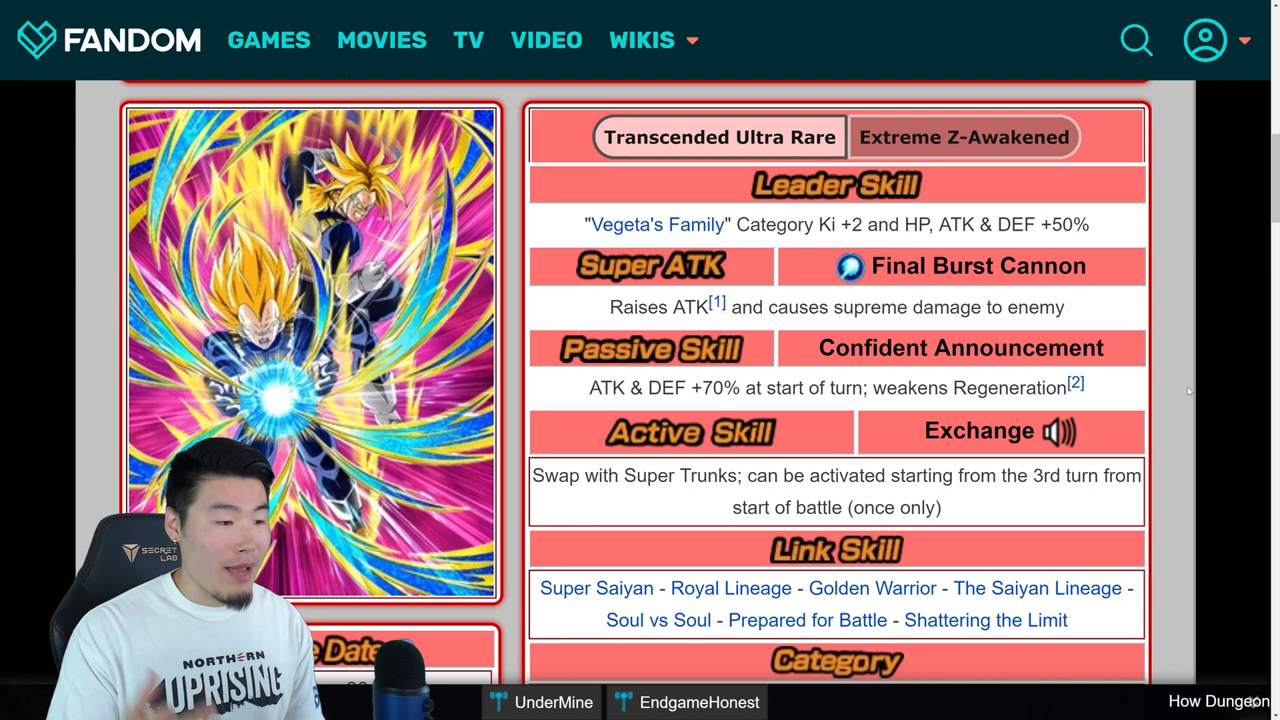 FANDOM GAMES MOVIES TV VIDEO WIKIS
Transcended Ultra Rare Extreme Z-Awakened
Leader Skill
"Vegeta's Family" Category Ki +2 and HP, ATK & DEF +50%
Super ATK Final Burst Cannon
Raises ATK[1] and causes supreme damage to enemy
Passive Skill Confident Announcement
ATK & DEF +70% at start of turn; weakens Regeneration[2]
Active Skill Exchange
Swap with Super Trunks; can be activated starting from the 3rd turn from
start of battle (once only)
Link Skill
Super Saiyan - Royal Lineage - Golden Warrior - The Saiyan Lineage -
Soul vs Soul - Prepared for Battle - Shattering the Limit
Category
SECRET
LAB
NORTHERN
UPRISING
Date
UnderMine EndgameHonest How Dungeon